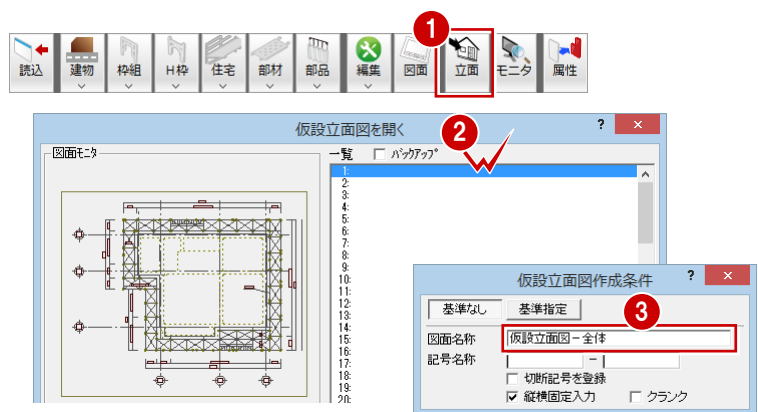 1
読込 建物 枠組 H枠 住宅 部材 部品 編集 図面 立面 モニタ 属性
仮設立面図を開く ? ×
2
図面モニタ
一覧 バックアップ
1:
2:
3:
4:
5:
6:
7:
8:
9:
10:
11:
12:
13:
14:
15:
16:
17:
18:
19:
20:
仮設立面図作成条件 ? ×
基準なし 基準指定
3
図面名称 仮設立面図－全体
記号名称 －
切断記号を登録
縦横固定入力 クランク